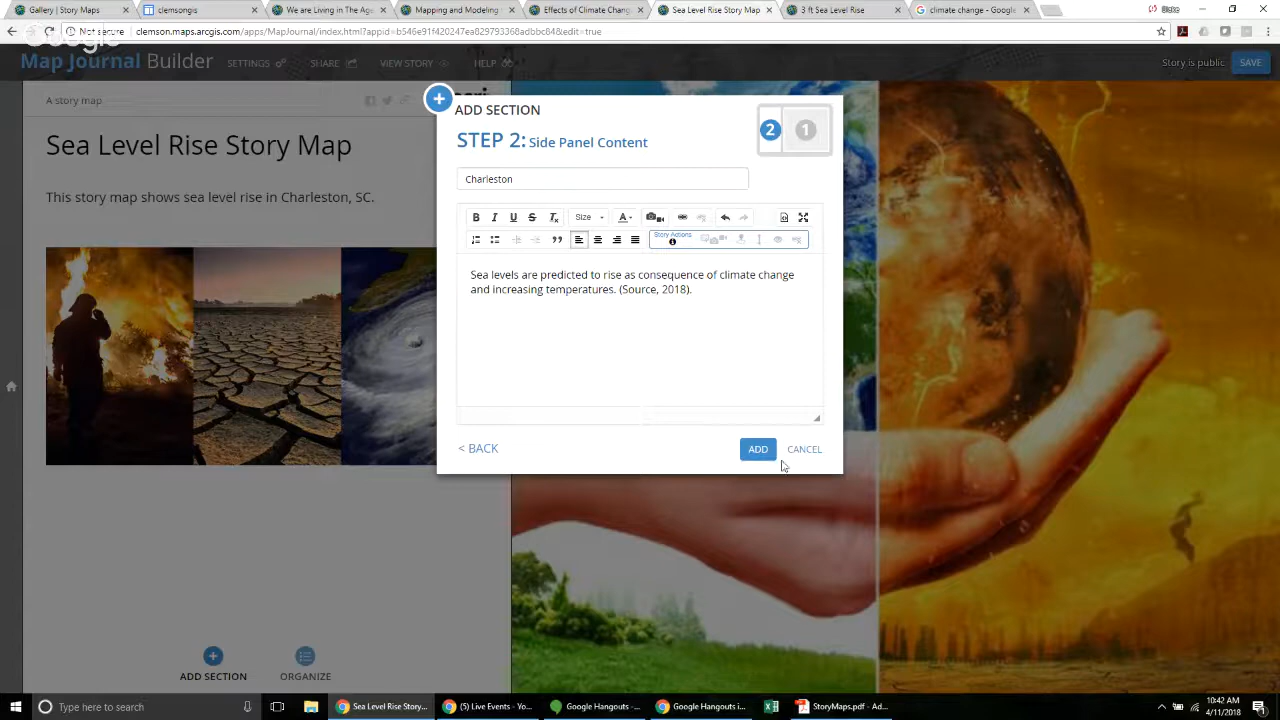 Gallery | Story Maps
clemsongis
We are Living in The Age
Mapping and Modeling
Effects of Climate Chang
Sea Level Rise Story Map
3 ft Sea Level Rise
climate change - Google
Blake
Not secure
clemson.maps.arcgis.com/apps/MapJournal/index.html?appid=b546e91f420247ea8297933680dbbc848&edit=true
Google
Map Journal Builder
SETTINGS
SHARE
VIEW STORY
HELP
Story is public
SAVE
A story map
ADD SECTION
STEP 2: Side Panel Content
2
1
Sea Level Rise Story Map
This story map shows sea level rise in Charleston, SC.
Charleston
B I U S Size A
Story Actions
Sea levels are predicted to rise as consequence of climate change
and increasing temperatures. (Source, 2018).
< BACK
ADD
CANCEL
ADD SECTION
ORGANIZE
Type here to search
Sea Level Rise Story...
(5) Live Events - Yo...
Google Hangouts -...
Google Hangouts i...
StoryMaps.pdf - Ad...
10:42 AM
4/11/2018